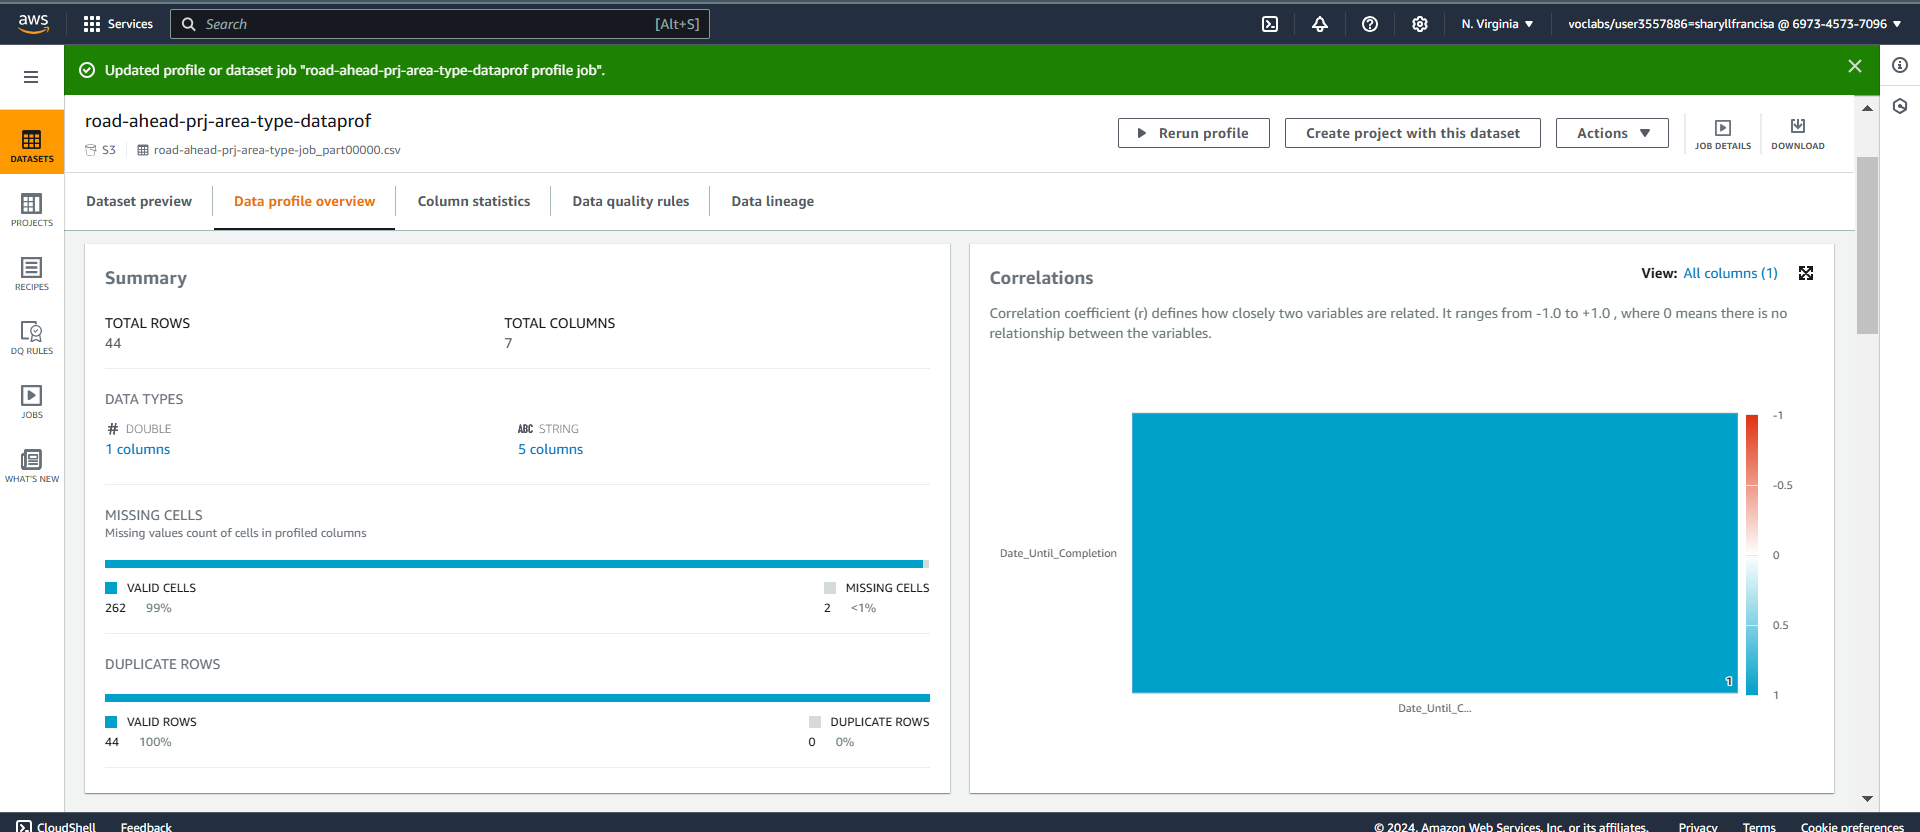 aws
Services
Search [Alt+S]
N. Virginia
voclabs/user3557886=sharyllfrancisa @ 6973-4573-7096
Updated profile or dataset job "road-ahead-prj-area-type-dataprof profile job".
DATASETS
PROJECTS
RECIPES
DQ RULES
JOBS
WHAT'S NEW
road-ahead-prj-area-type-dataprof
S3 road-ahead-prj-area-type-job_part00000.csv
Rerun profile
Create project with this dataset
Actions
JOB DETAILS
DOWNLOAD
Dataset preview
Data profile overview
Column statistics
Data quality rules
Data lineage
Summary
TOTAL ROWS
44
TOTAL COLUMNS
7
DATA TYPES
# DOUBLE
1 columns
ABC STRING
5 columns
MISSING CELLS
Missing values count of cells in profiled columns
VALID CELLS
262 99%
MISSING CELLS
2 <1%
DUPLICATE ROWS
VALID ROWS
44 100%
DUPLICATE ROWS
0 0%
Correlations
View: All columns (1)
Correlation coefficient (r) defines how closely two variables are related. It ranges from -1.0 to +1.0 , where 0 means there is no
relationship between the variables.
Date_Until_Completion
1
Date_Until_C...
-1
-0.5
0
0.5
1
CloudShell
Feedback
© 2024, Amazon Web Services, Inc. or its affiliates.
Privacy
Terms
Cookie preferences